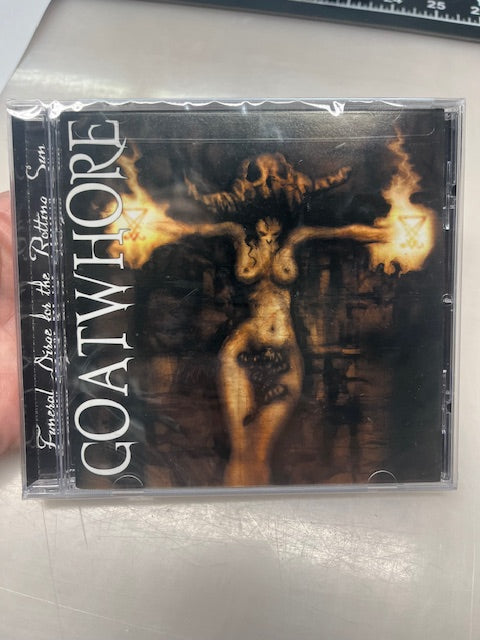 Funeral Dirge for the Rotting Sun
GOATWHORE
25